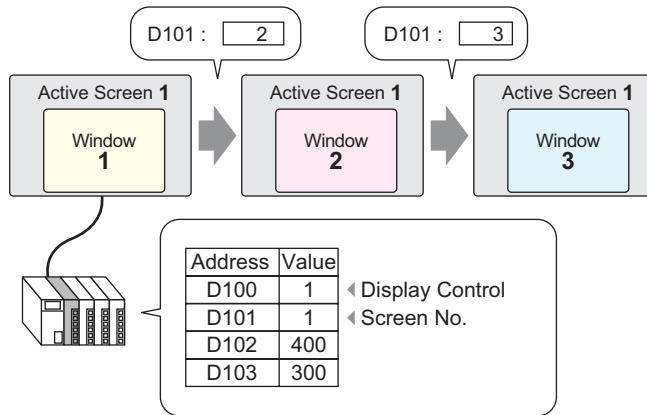 D101 : 2
D101 : 3
Active Screen 1
Window
1
Active Screen 1
Window
2
Active Screen 1
Window
3
Address Value
D100 1 Display Control
D101 1 Screen No.
D102 400
D103 300